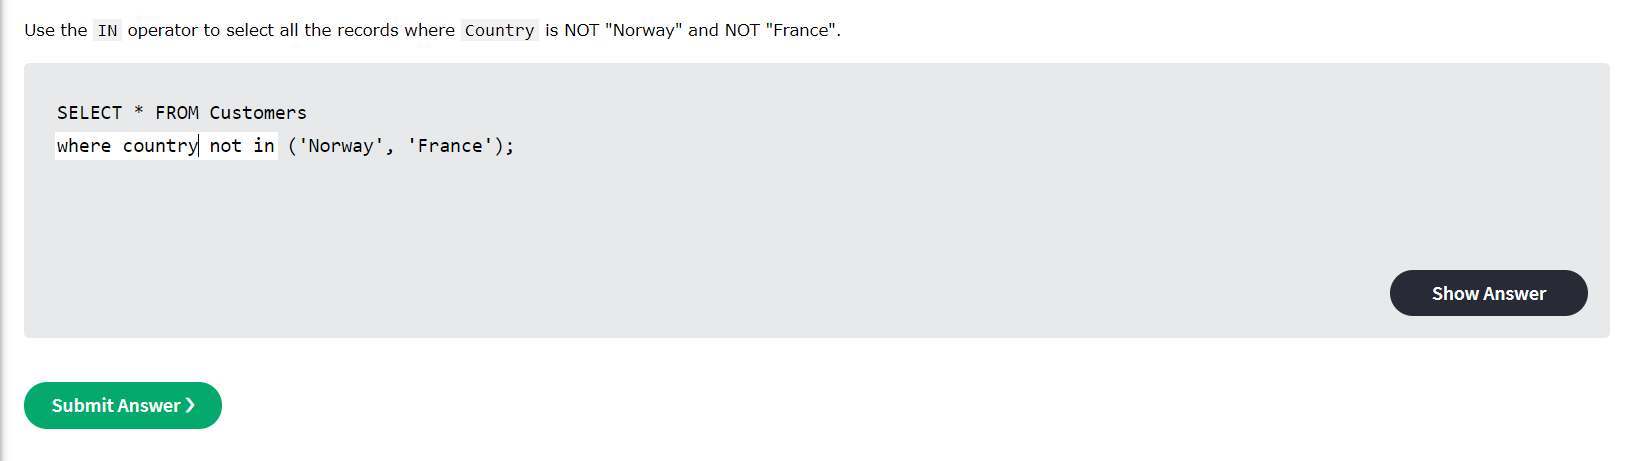 Use the IN operator to select all the records where Country is NOT "Norway" and NOT "France".
SELECT * FROM Customers
where country not in ('Norway', 'France');
Show Answer
Submit Answer ❯